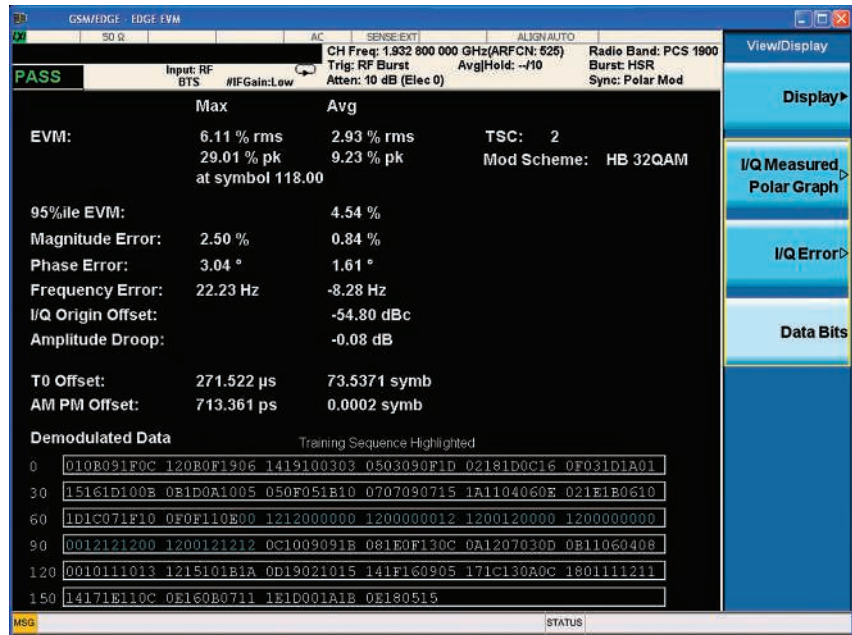 GSM/EDGE - EDGE EVM
50 Ω AC SENSE:EXT ALIGN AUTO
CH Freq: 1.932 800 000 GHz(ARFCN: 525) Radio Band: PCS 1900
Trig: RF Burst Avg|Hold: --/10 Burst: HSR
PASS Input: RF
BTS #IFGain:Low Atten: 10 dB (Elec 0) Sync: Polar Mod
Max Avg
EVM: 6.11 % rms 2.93 % rms TSC: 2
29.01 % pk 9.23 % pk Mod Scheme: HB 32QAM
at symbol 118.00
95%ile EVM: 4.54 %
Magnitude Error: 2.50 % 0.84 %
Phase Error: 3.04 ° 1.61 °
Frequency Error: 22.23 Hz -8.28 Hz
I/Q Origin Offset: -54.80 dBc
Amplitude Droop: -0.08 dB
T0 Offset: 271.522 µs 73.5371 symb
AM PM Offset: 713.361 ps 0.0002 symb
Demodulated Data Training Sequence Highlighted
0 010B091F0C 120B0F1906 1419100303 0503090F1D 02181D0C16 0F031D1A01
30 15161D100B 0B1D0A1005 050F051B10 0707090715 1A1104060E 021E1B0610
60 1D1C071F10 0F0F110E00 1212000000 1200000012 1200120000 1200000000
90 0012121200 1200121212 0C1009091B 081E0F130C 0A1207030D 0B11060408
120 0010111013 1215101B1A 0D19021015 141F160905 171C130A0C 1801111211
150 14171E110C 0E160B0711 1E1D001A1B 0E180515
MSG STATUS
View/Display
Display
I/Q Measured
Polar Graph
I/Q Error
Data Bits